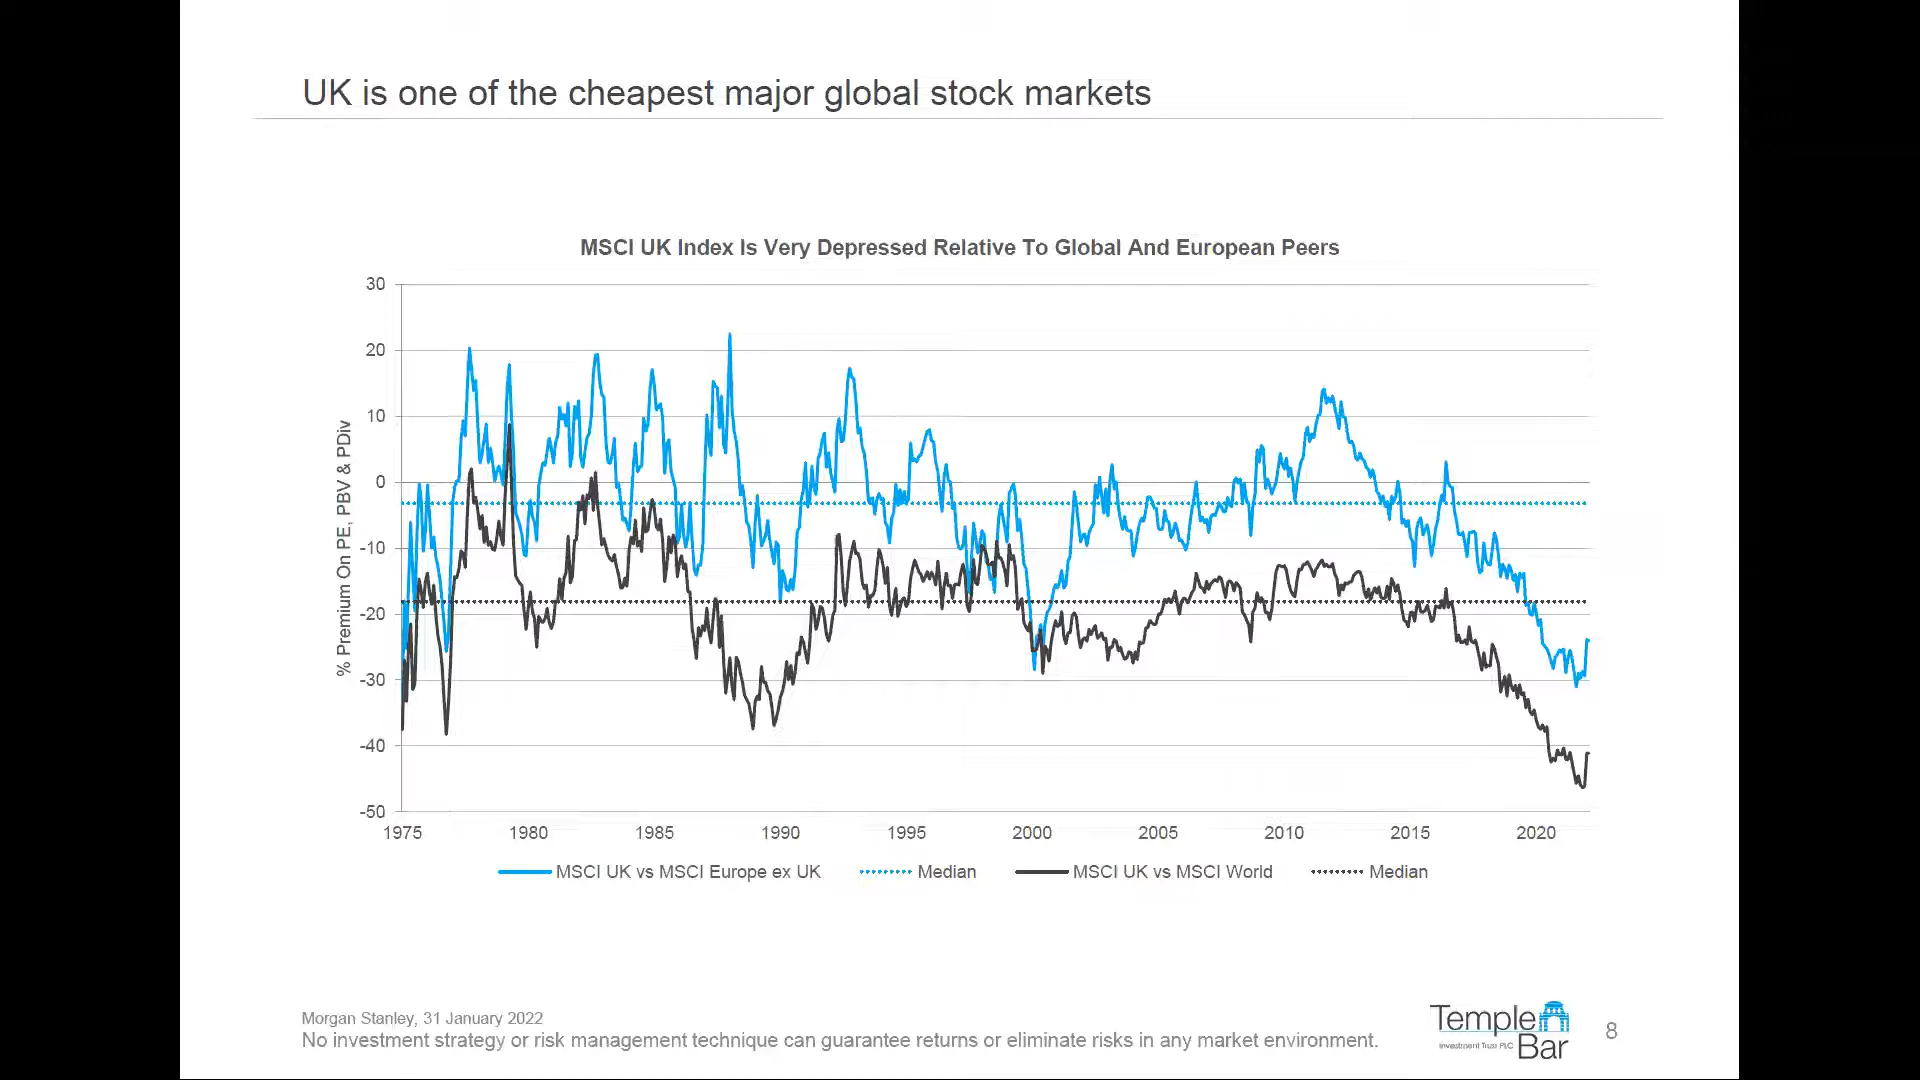 UK is one of the cheapest major global stock markets
MSCI UK Index Is Very Depressed Relative To Global And European Peers
% Premium On PE, PBV & PDiv
30
20
10
0
-10
-20
-30
-40
-50
1975 1980 1985 1990 1995 2000 2005 2010 2015 2020
MSCI UK vs MSCI Europe ex UK Median MSCI UK vs MSCI World Median
Morgan Stanley, 31 January 2022
No investment strategy or risk management technique can guarantee returns or eliminate risks in any market environment.
Temple
Investment Trust PLC Bar
8